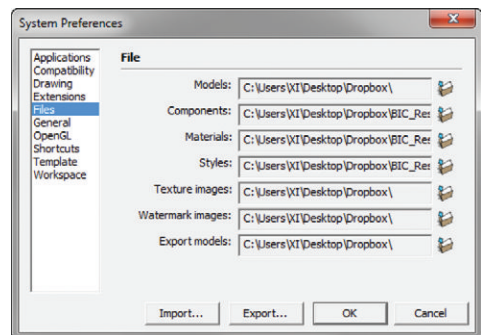 System Preferences
Applications
Compatibility
Drawing
Extensions
Files
General
OpenGL
Shortcuts
Template
Workspace
File
Models: C:\Users\XI\Desktop\Dropbox\
Components: C:\Users\XI\Desktop\Dropbox\BIC_Res
Materials: C:\Users\XI\Desktop\Dropbox\BIC_Res
Styles: C:\Users\XI\Desktop\Dropbox\BIC_Res
Texture images: C:\Users\XI\Desktop\Dropbox\
Watermark images: C:\Users\XI\Desktop\Dropbox\
Export models: C:\Users\XI\Desktop\Dropbox\
Import... Export... OK Cancel